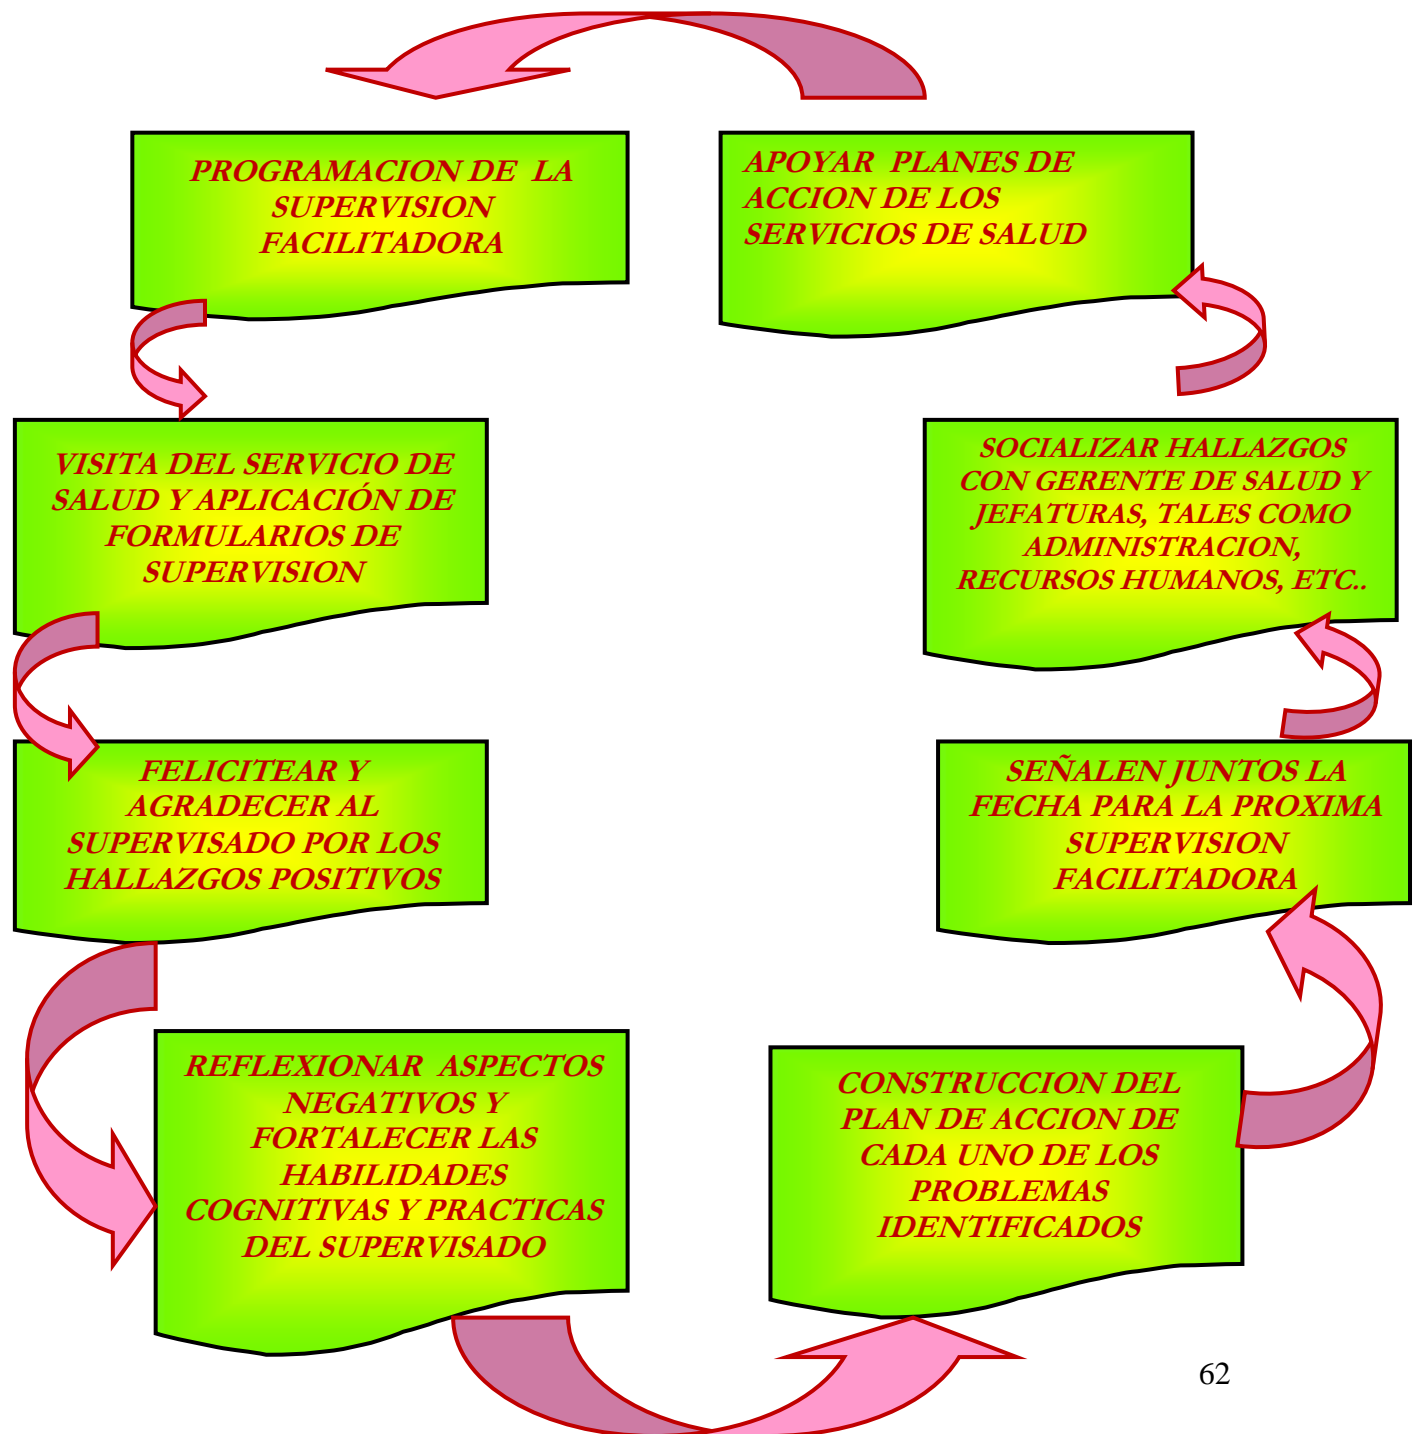 PROGRAMACION DE LA
SUPERVISION
FACILITADORA
APOYAR PLANES DE
ACCION DE LOS
SERVICIOS DE SALUD
VISITA DEL SERVICIO DE
SALUD Y APLICACIÓN DE
FORMULARIOS DE
SUPERVISION
SOCIALIZAR HALLAZGOS
CON GERENTE DE SALUD Y
JEFATURAS, TALES COMO
ADMINISTRACION,
RECURSOS HUMANOS, ETC..
FELICITEAR Y
AGRADECER AL
SUPERVISADO POR LOS
HALLAZGOS POSITIVOS
SEÑALEN JUNTOS LA
FECHA PARA LA PROXIMA
SUPERVISION
FACILITADORA
REFLEXIONAR ASPECTOS
NEGATIVOS Y
FORTALECER LAS
HABILIDADES
COGNITIVAS Y PRACTICAS
DEL SUPERVISADO
CONSTRUCCION DEL
PLAN DE ACCION DE
CADA UNO DE LOS
PROBLEMAS
IDENTIFICADOS
62